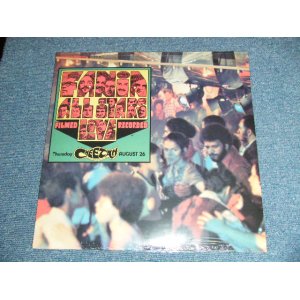 FANIA
ALL STARS
LIVE
FILMED RECORDED
Thursday CHEETAH AUGUST 26